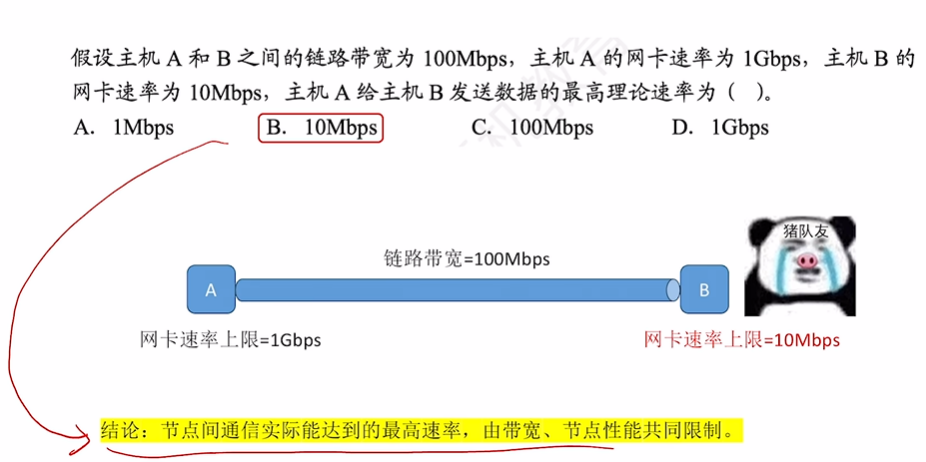 假设主机 A 和 B 之间的链路带宽为 100Mbps，主机 A 的网卡速率为 1Gbps，主机 B 的
网卡速率为 10Mbps，主机 A 给主机 B 发送数据的最高理论速率为（ ）。
A. 1Mbps B. 10Mbps C. 100Mbps D. 1Gbps
猪队友
链路带宽=100Mbps
A B
网卡速率上限=1Gbps 网卡速率上限=10Mbps
结论：节点间通信实际能达到的最高速率，由带宽、节点性能共同限制。